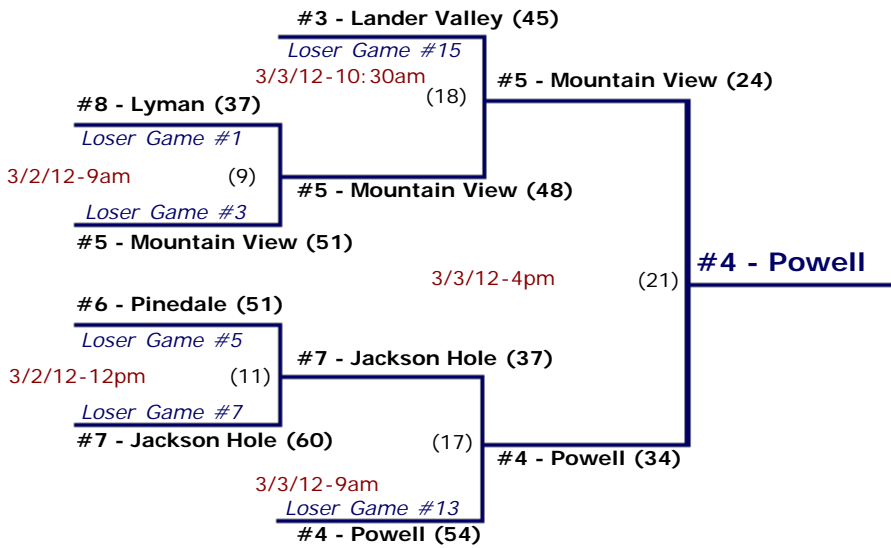 #3 - Lander Valley (45)
Loser Game #15
3/3/12-10:30am
(18)
#5 - Mountain View (24)
#8 - Lyman (37)
Loser Game #1
3/2/12-9am
(9)
#5 - Mountain View (48)
Loser Game #3
#5 - Mountain View (51)
3/3/12-4pm
(21)
#4 - Powell
#6 - Pinedale (51)
Loser Game #5
#7 - Jackson Hole (37)
3/2/12-12pm
(11)
Loser Game #7
#7 - Jackson Hole (60)
(17)
#4 - Powell (34)
3/3/12-9am
Loser Game #13
#4 - Powell (54)